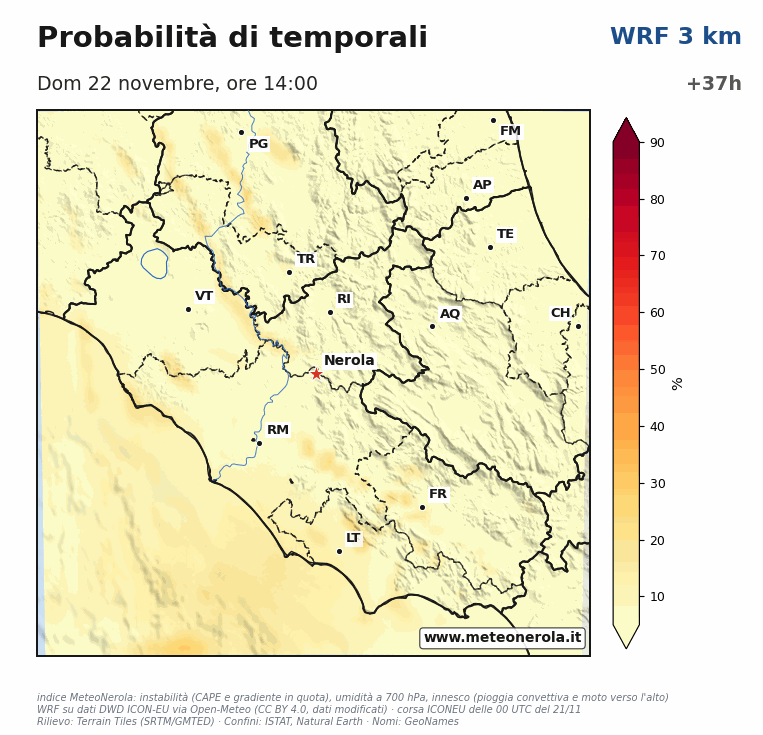 Probabilità di temporali
WRF 3 km
Dom 22 novembre, ore 14:00
+37h
FM
PG
AP
TE
TR
VT
RI
AQ
CH
Nerola
RM
FR
LT
www.meteonerola.it
90
80
70
60
50
40
30
20
10
%
indice MeteoNerola: instabilità (CAPE e gradiente in quota), umidità a 700 hPa, innesco (pioggia convettiva e moto verso l'alto)
WRF su dati DWD ICON-EU via Open-Meteo (CC BY 4.0, dati modificati) · corsa ICONEU delle 00 UTC del 21/11
Rilievo: Terrain Tiles (SRTM/GMTED) · Confini: ISTAT, Natural Earth · Nomi: GeoNames